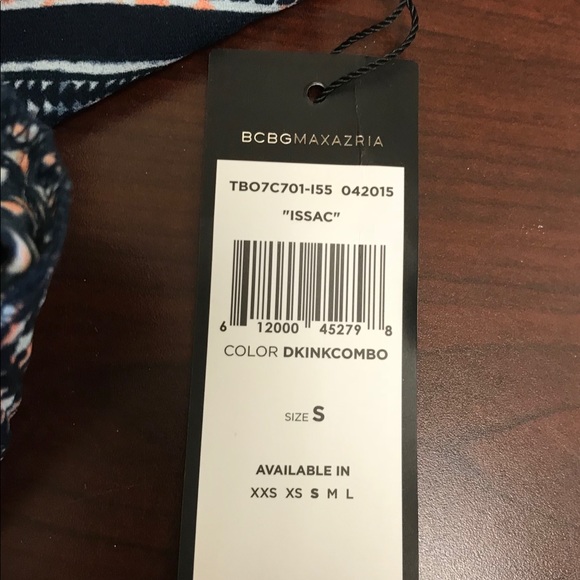 BCBGMAXAZRIA
TBO7C701-I55 042015
"ISSAC"
6 12000 45279 8
COLOR DKINKCOMBO
SIZE S
AVAILABLE IN
XXS XS S M L